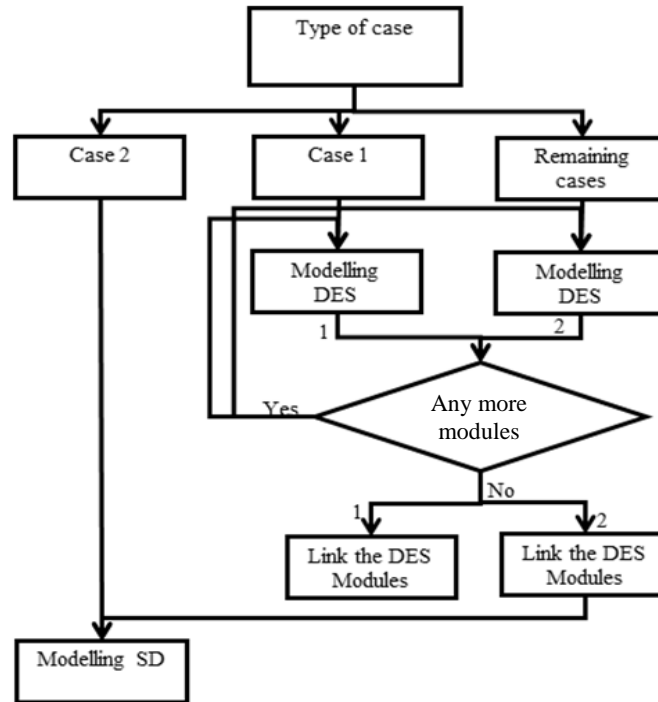 Type of case
Case 2
Case 1
Remaining
cases
Modelling
DES
Modelling
DES
1
2
Any more
modules
Yes
No
1
2
Link the DES
Modules
Link the DES
Modules
Modelling SD